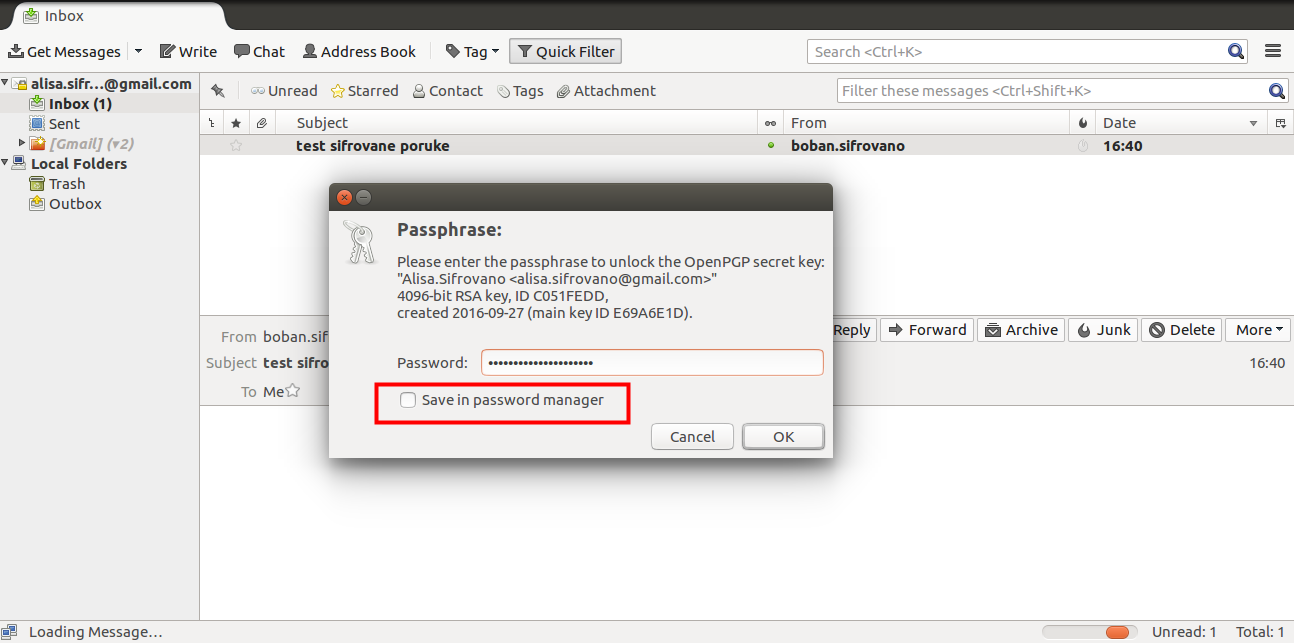 Inbox
Get Messages Write Chat Address Book Tag Quick Filter Search <Ctrl+K>
alisa.sifr...@gmail.com
Inbox (1)
Sent
[Gmail] (▾2)
Local Folders
Trash
Outbox
Unread Starred Contact Tags Attachment Filter these messages <Ctrl+Shift+K>
Subject From Date
test sifrovane poruke boban.sifrovano 16:40
Passphrase:
Please enter the passphrase to unlock the OpenPGP secret key:
"Alisa.Sifrovano <alisa.sifrovano@gmail.com>"
4096-bit RSA key, ID C051FEDD,
created 2016-09-27 (main key ID E69A6E1D).
Password: •••••••••••••••••••••
Save in password manager
Cancel OK
From boban.sif
Reply Forward Archive Junk Delete More
Subject test sifro 16:40
To Me
Loading Message... Unread: 1 Total: 1